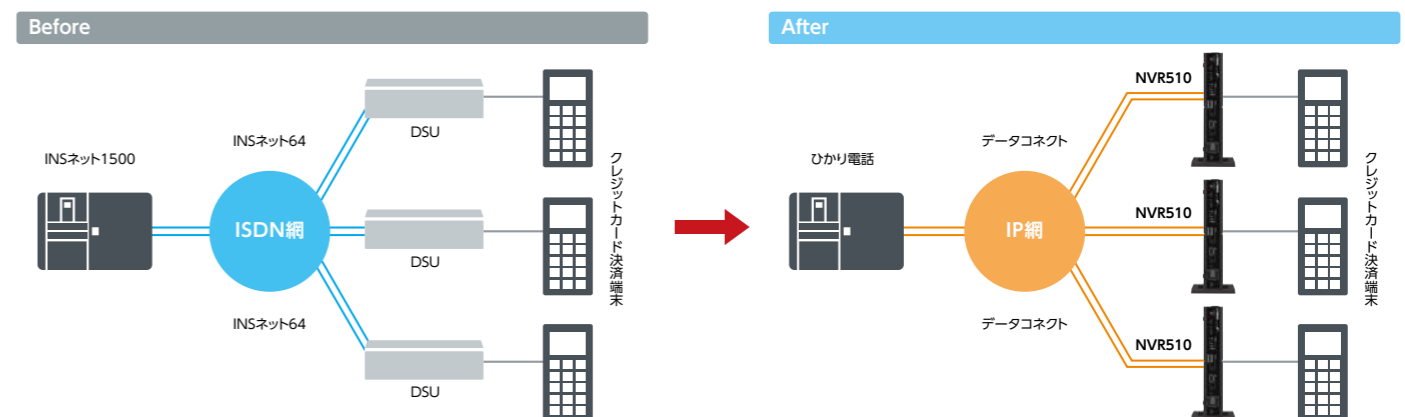 Before
INSネット1500
INSネット64
ISDN網
INSネット64
DSU
DSU
DSU
クレジットカード決済端末
After
ひかり電話
データコネクト
IP網
データコネクト
NVR510
NVR510
NVR510
クレジットカード決済端末